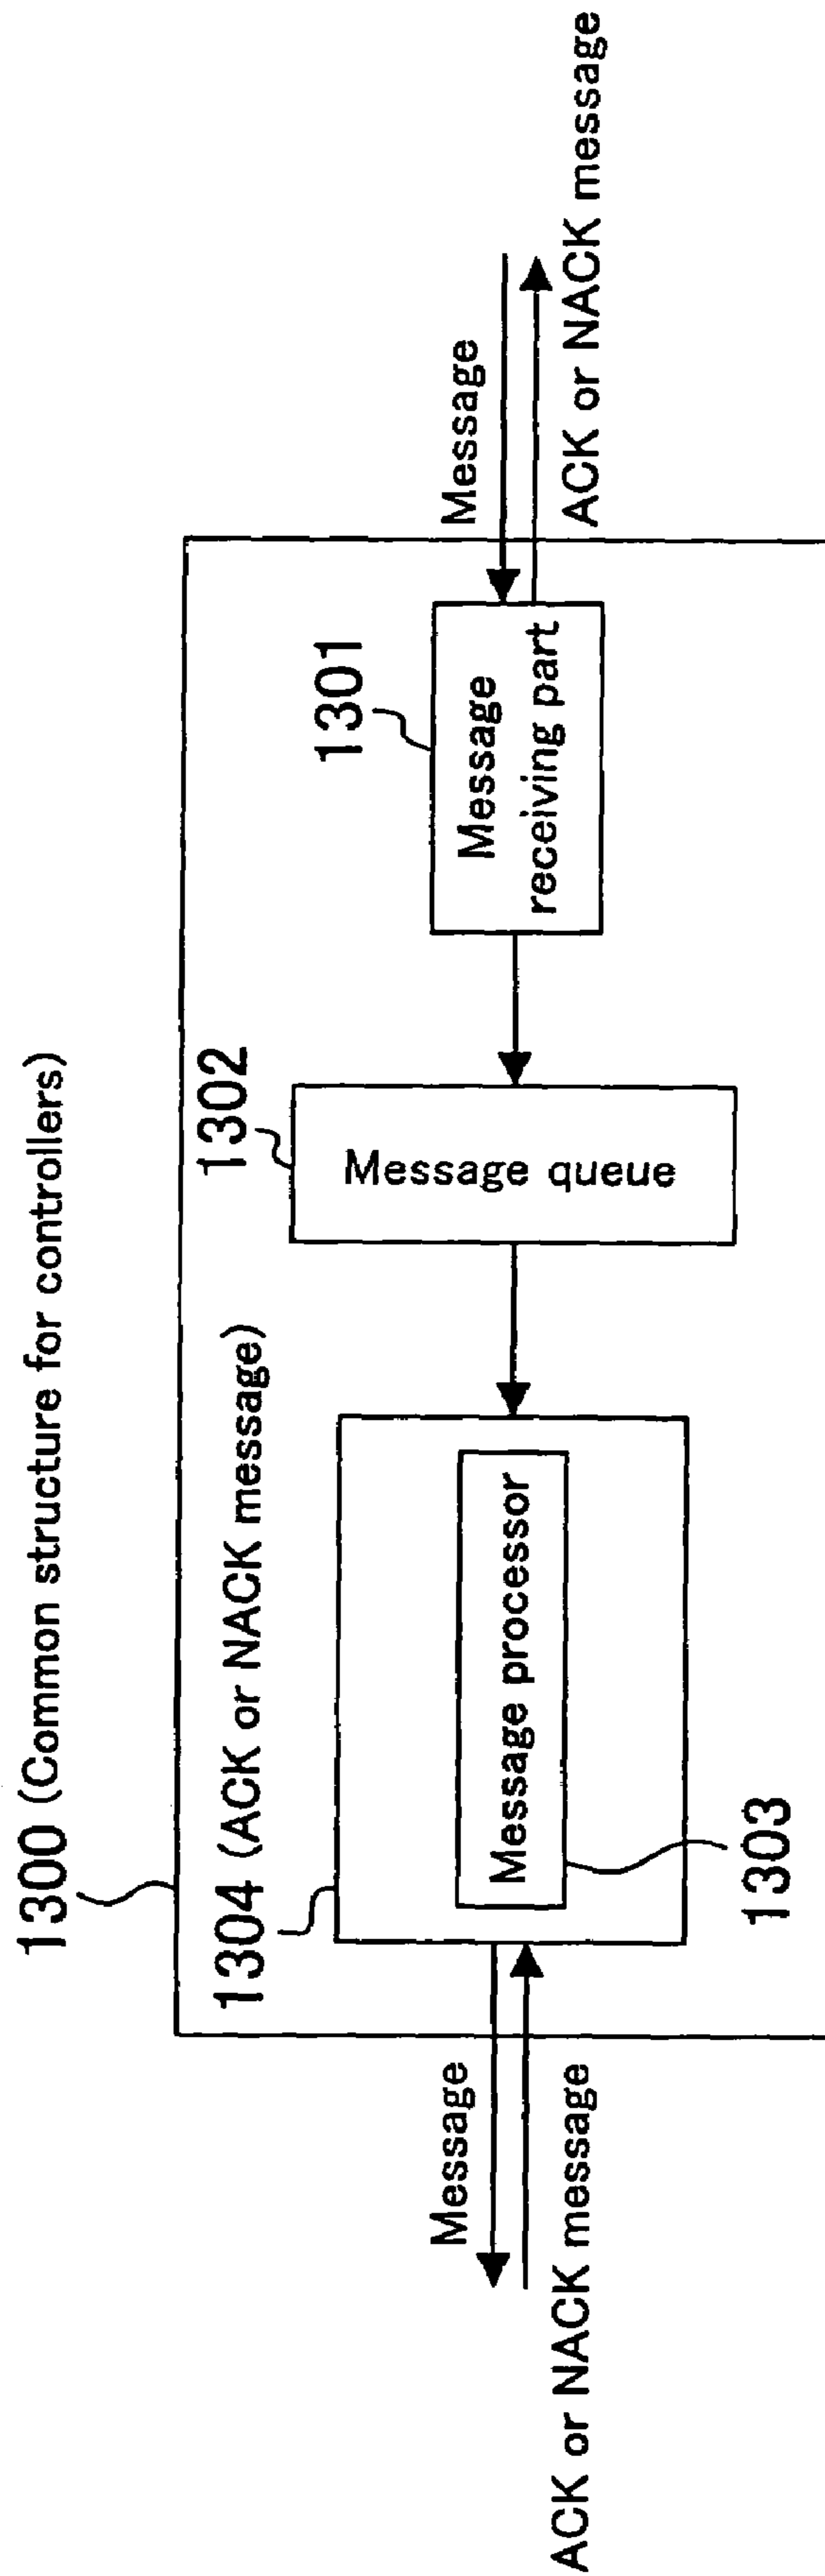 1300 (Common structure for controllers)
1304 (ACK or NACK message)
1302
1301
Message
Message
ACK or NACK message
Message processor
1303
Message queue
Message
receiving part
ACK or NACK message